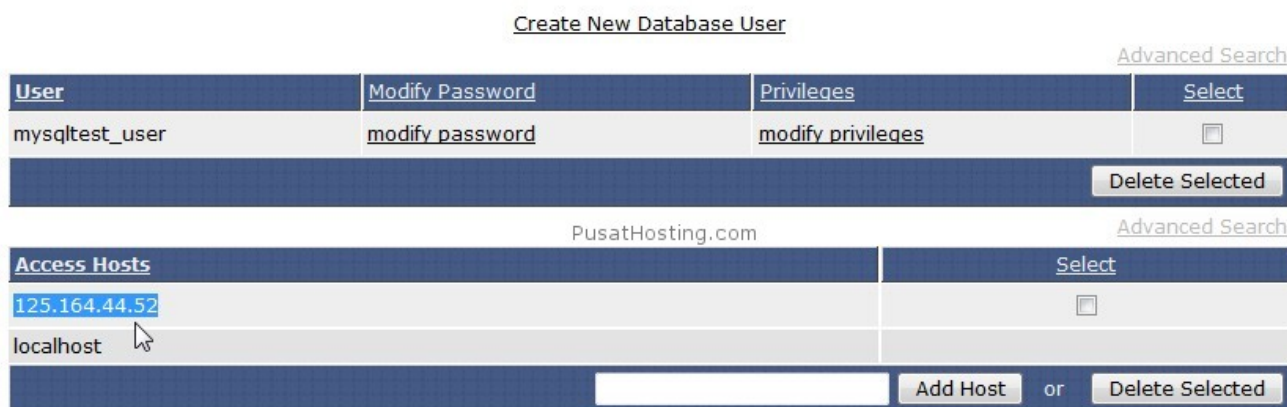 Create New Database User
Advanced Search
User Modify Password Privileges Select
mysqltest_user modify password modify privileges
Delete Selected
PusatHosting.com Advanced Search
Access Hosts Select
125.164.44.52
localhost
Add Host or Delete Selected